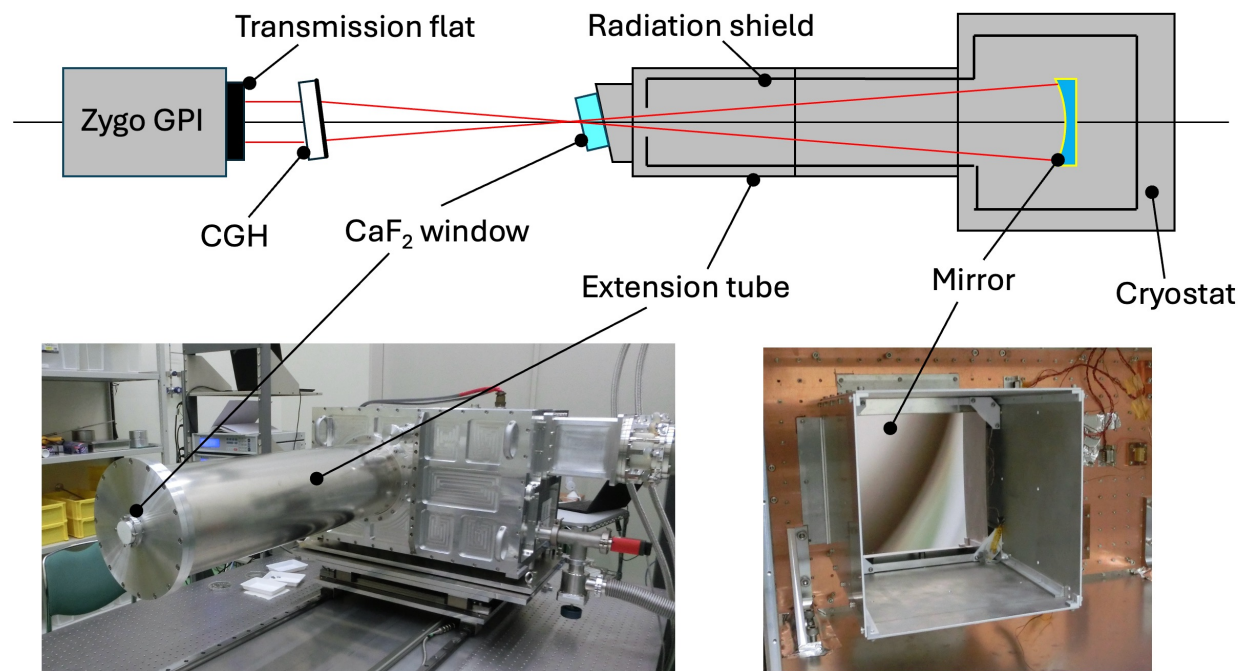 Transmission flat
Radiation shield
Zygo GPI
CGH
CaF₂ window
Extension tube
Mirror
Cryostat